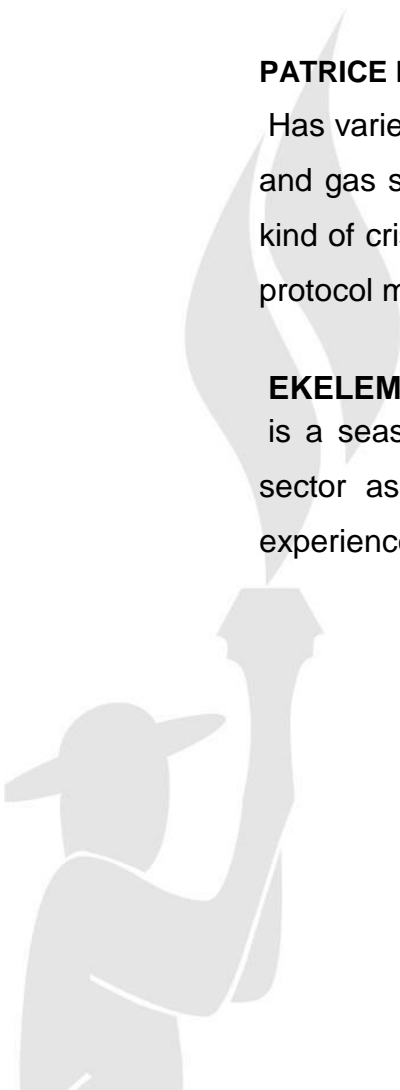 PATRICE
Has varie
and gas s
kind of cri
protocol m
EKELEM
is a seas
sector as
experience